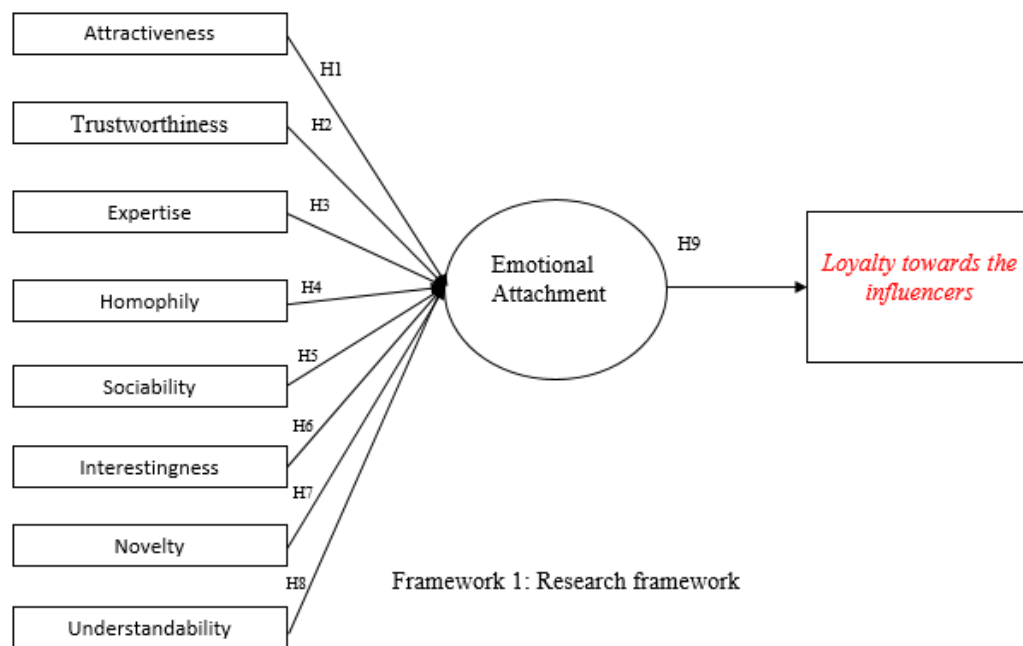 Attractiveness
H1
Trustworthiness
H2
Expertise
H3
Homophily
H4
Sociability
H5
Interestingness
H6
Novelty
H7
Understandability
H8
Emotional
Attachment
H9
Loyalty towards the
influencers
Framework 1: Research framework